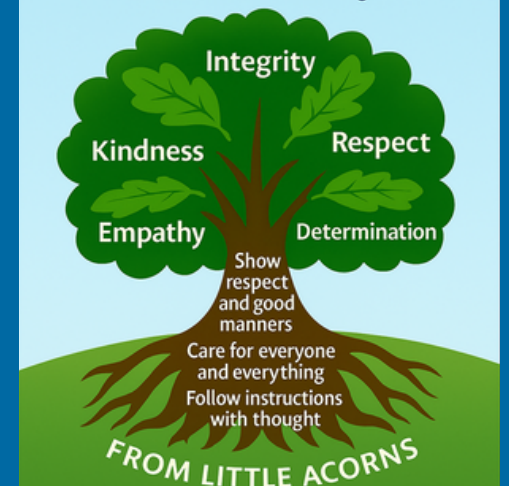 Integrity
Kindness
Respect
Empathy
Determination
Show
respect
and good
manners
Care for everyone
and everything
Follow instructions
with thought
FROM LITTLE ACORNS